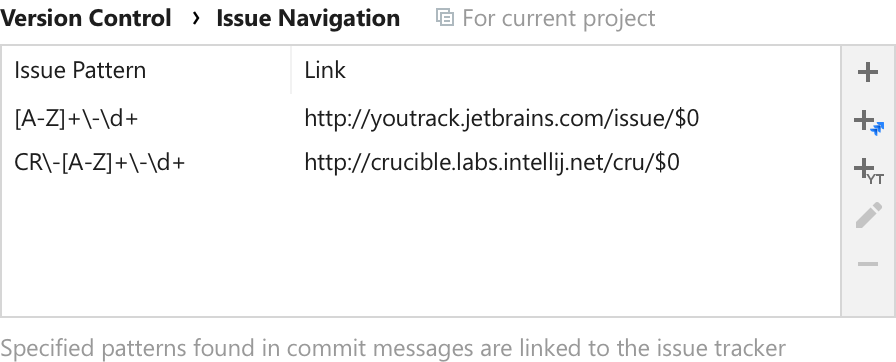 Version Control › Issue Navigation For current project
Issue Pattern Link
[A-Z]+\-\d+ http://youtrack.jetbrains.com/issue/$0
CR\-[A-Z]+\-\d+ http://crucible.labs.intellij.net/cru/$0
YT
Specified patterns found in commit messages are linked to the issue tracker